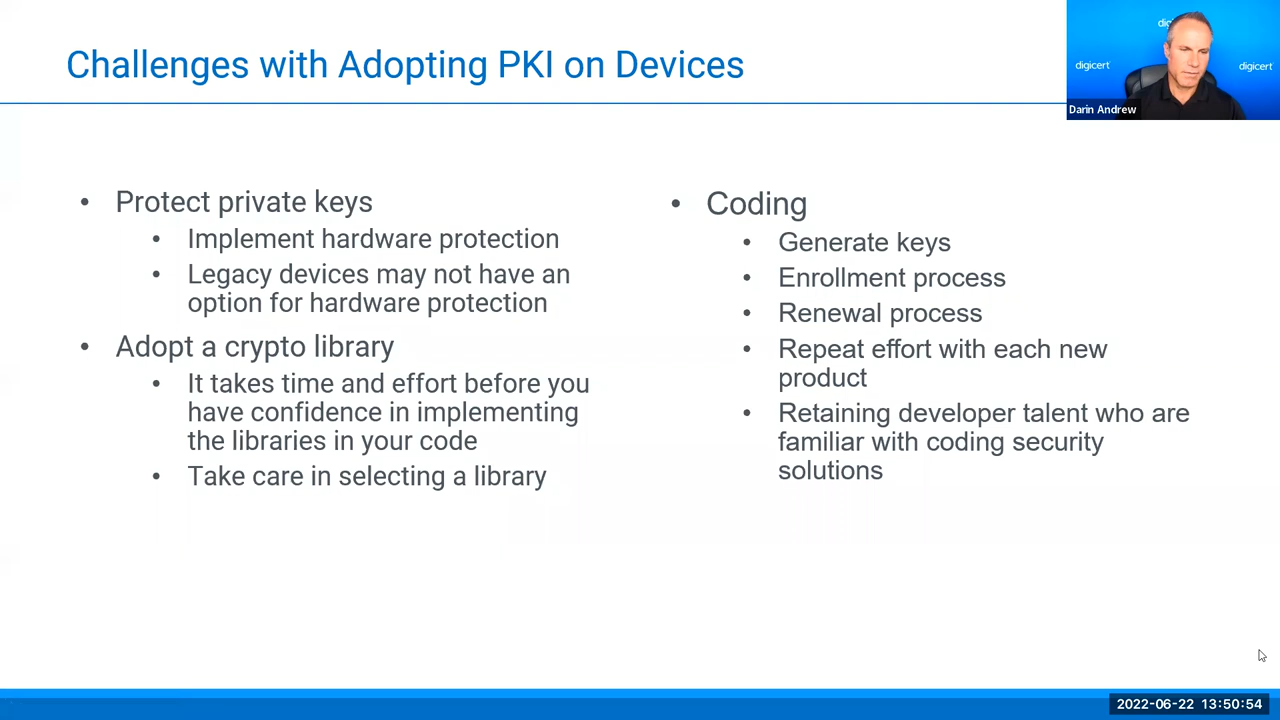 Challenges with Adopting PKI on Devices
digicert
digicert
Darin Andrew
• Protect private keys
• Implement hardware protection
• Legacy devices may not have an
option for hardware protection
• Adopt a crypto library
• It takes time and effort before you
have confidence in implementing
the libraries in your code
• Take care in selecting a library
• Coding
• Generate keys
• Enrollment process
• Renewal process
• Repeat effort with each new
product
• Retaining developer talent who are
familiar with coding security
solutions
2022-06-22 13:50:54